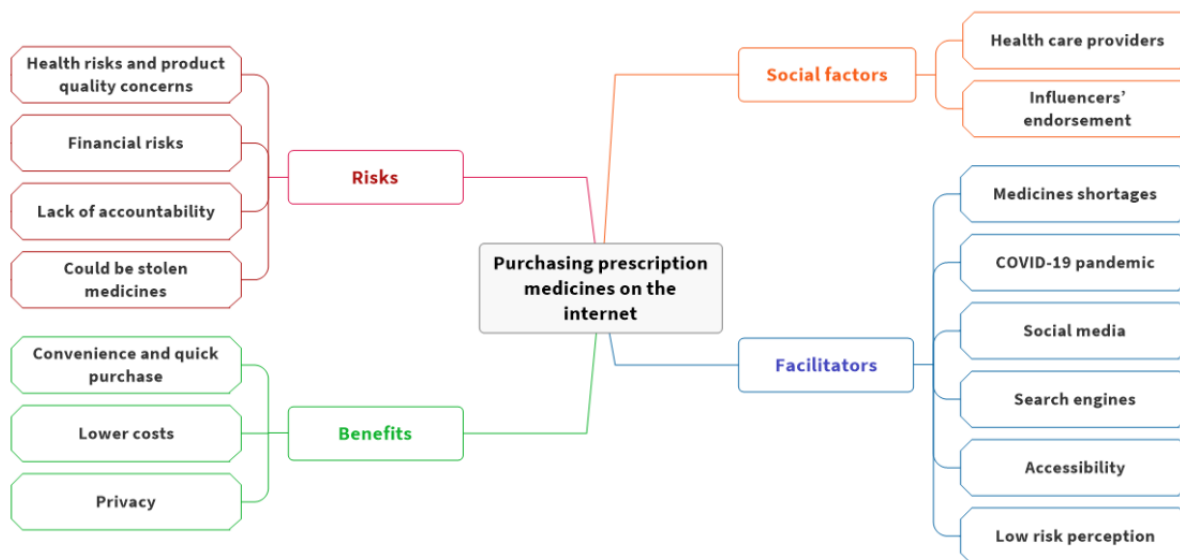 Health risks and product
quality concerns
Financial risks
Lack of accountability
Could be stolen
medicines
Risks
Convenience and quick
purchase
Lower costs
Privacy
Benefits
Purchasing prescription
medicines on the
internet
Social factors
Health care providers
Influencers’
endorsement
Facilitators
Medicines shortages
COVID-19 pandemic
Social media
Search engines
Accessibility
Low risk perception